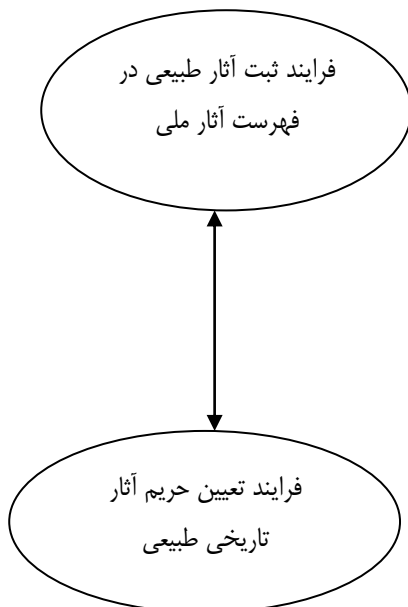 فرایند ثبت آثار طبیعی در
فهرست آثار ملی
فرایند تعیین حریم آثار
تاریخی طبیعی